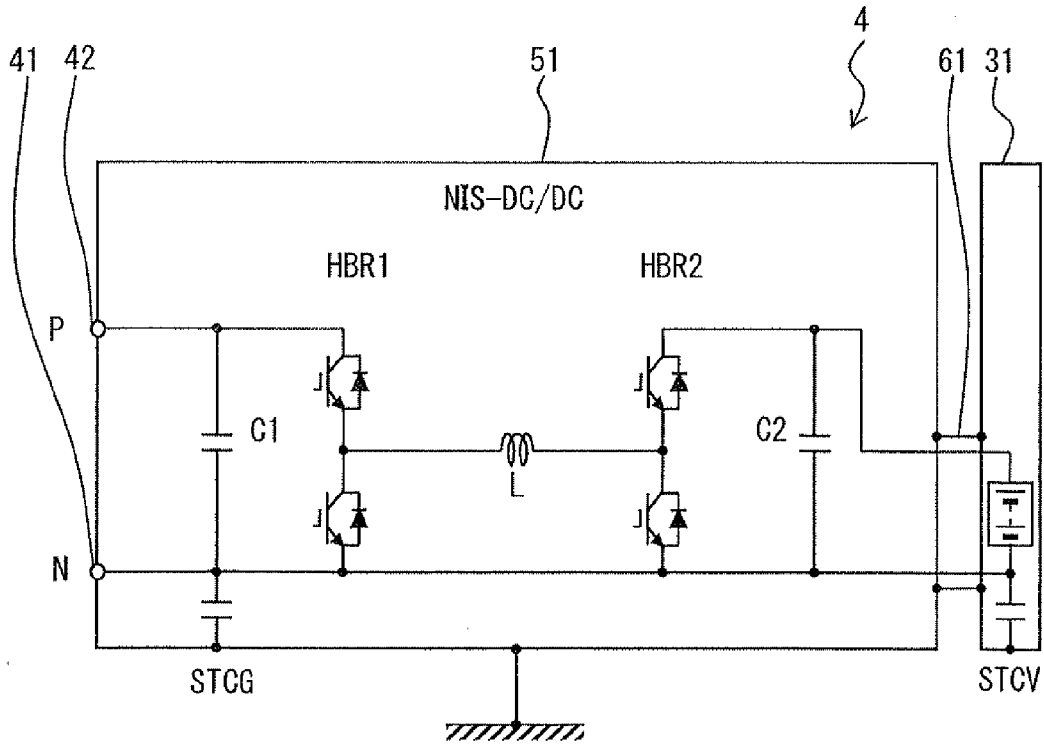 41
42
51
4
61
31
NIS-DC/DC
HBR1
HBR2
P
C1
C2
L
N
STCG
STCV